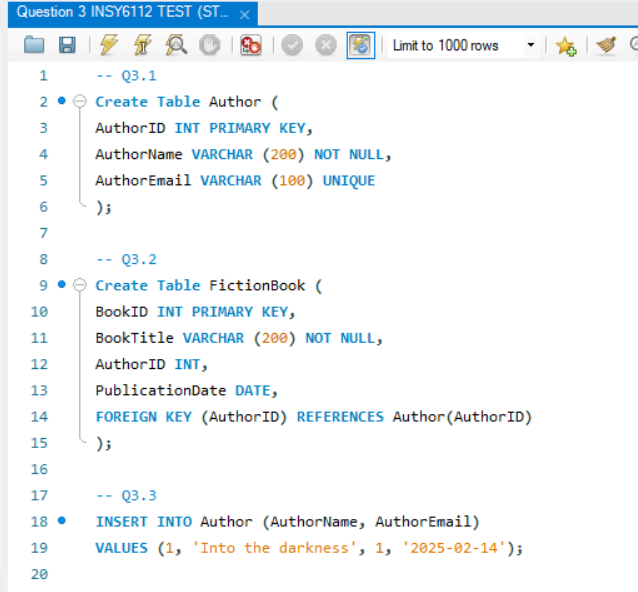 Question 3 INSY6112 TEST (ST...
Limit to 1000 rows
1 -- Q3.1
2 Create Table Author (
3 AuthorID INT PRIMARY KEY,
4 AuthorName VARCHAR (200) NOT NULL,
5 AuthorEmail VARCHAR (100) UNIQUE
6 );
7
8 -- Q3.2
9 Create Table FictionBook (
10 BookID INT PRIMARY KEY,
11 BookTitle VARCHAR (200) NOT NULL,
12 AuthorID INT,
13 PublicationDate DATE,
14 FOREIGN KEY (AuthorID) REFERENCES Author(AuthorID)
15 );
16
17 -- Q3.3
18 INSERT INTO Author (AuthorName, AuthorEmail)
19 VALUES (1, 'Into the darkness', 1, '2025-02-14');
20